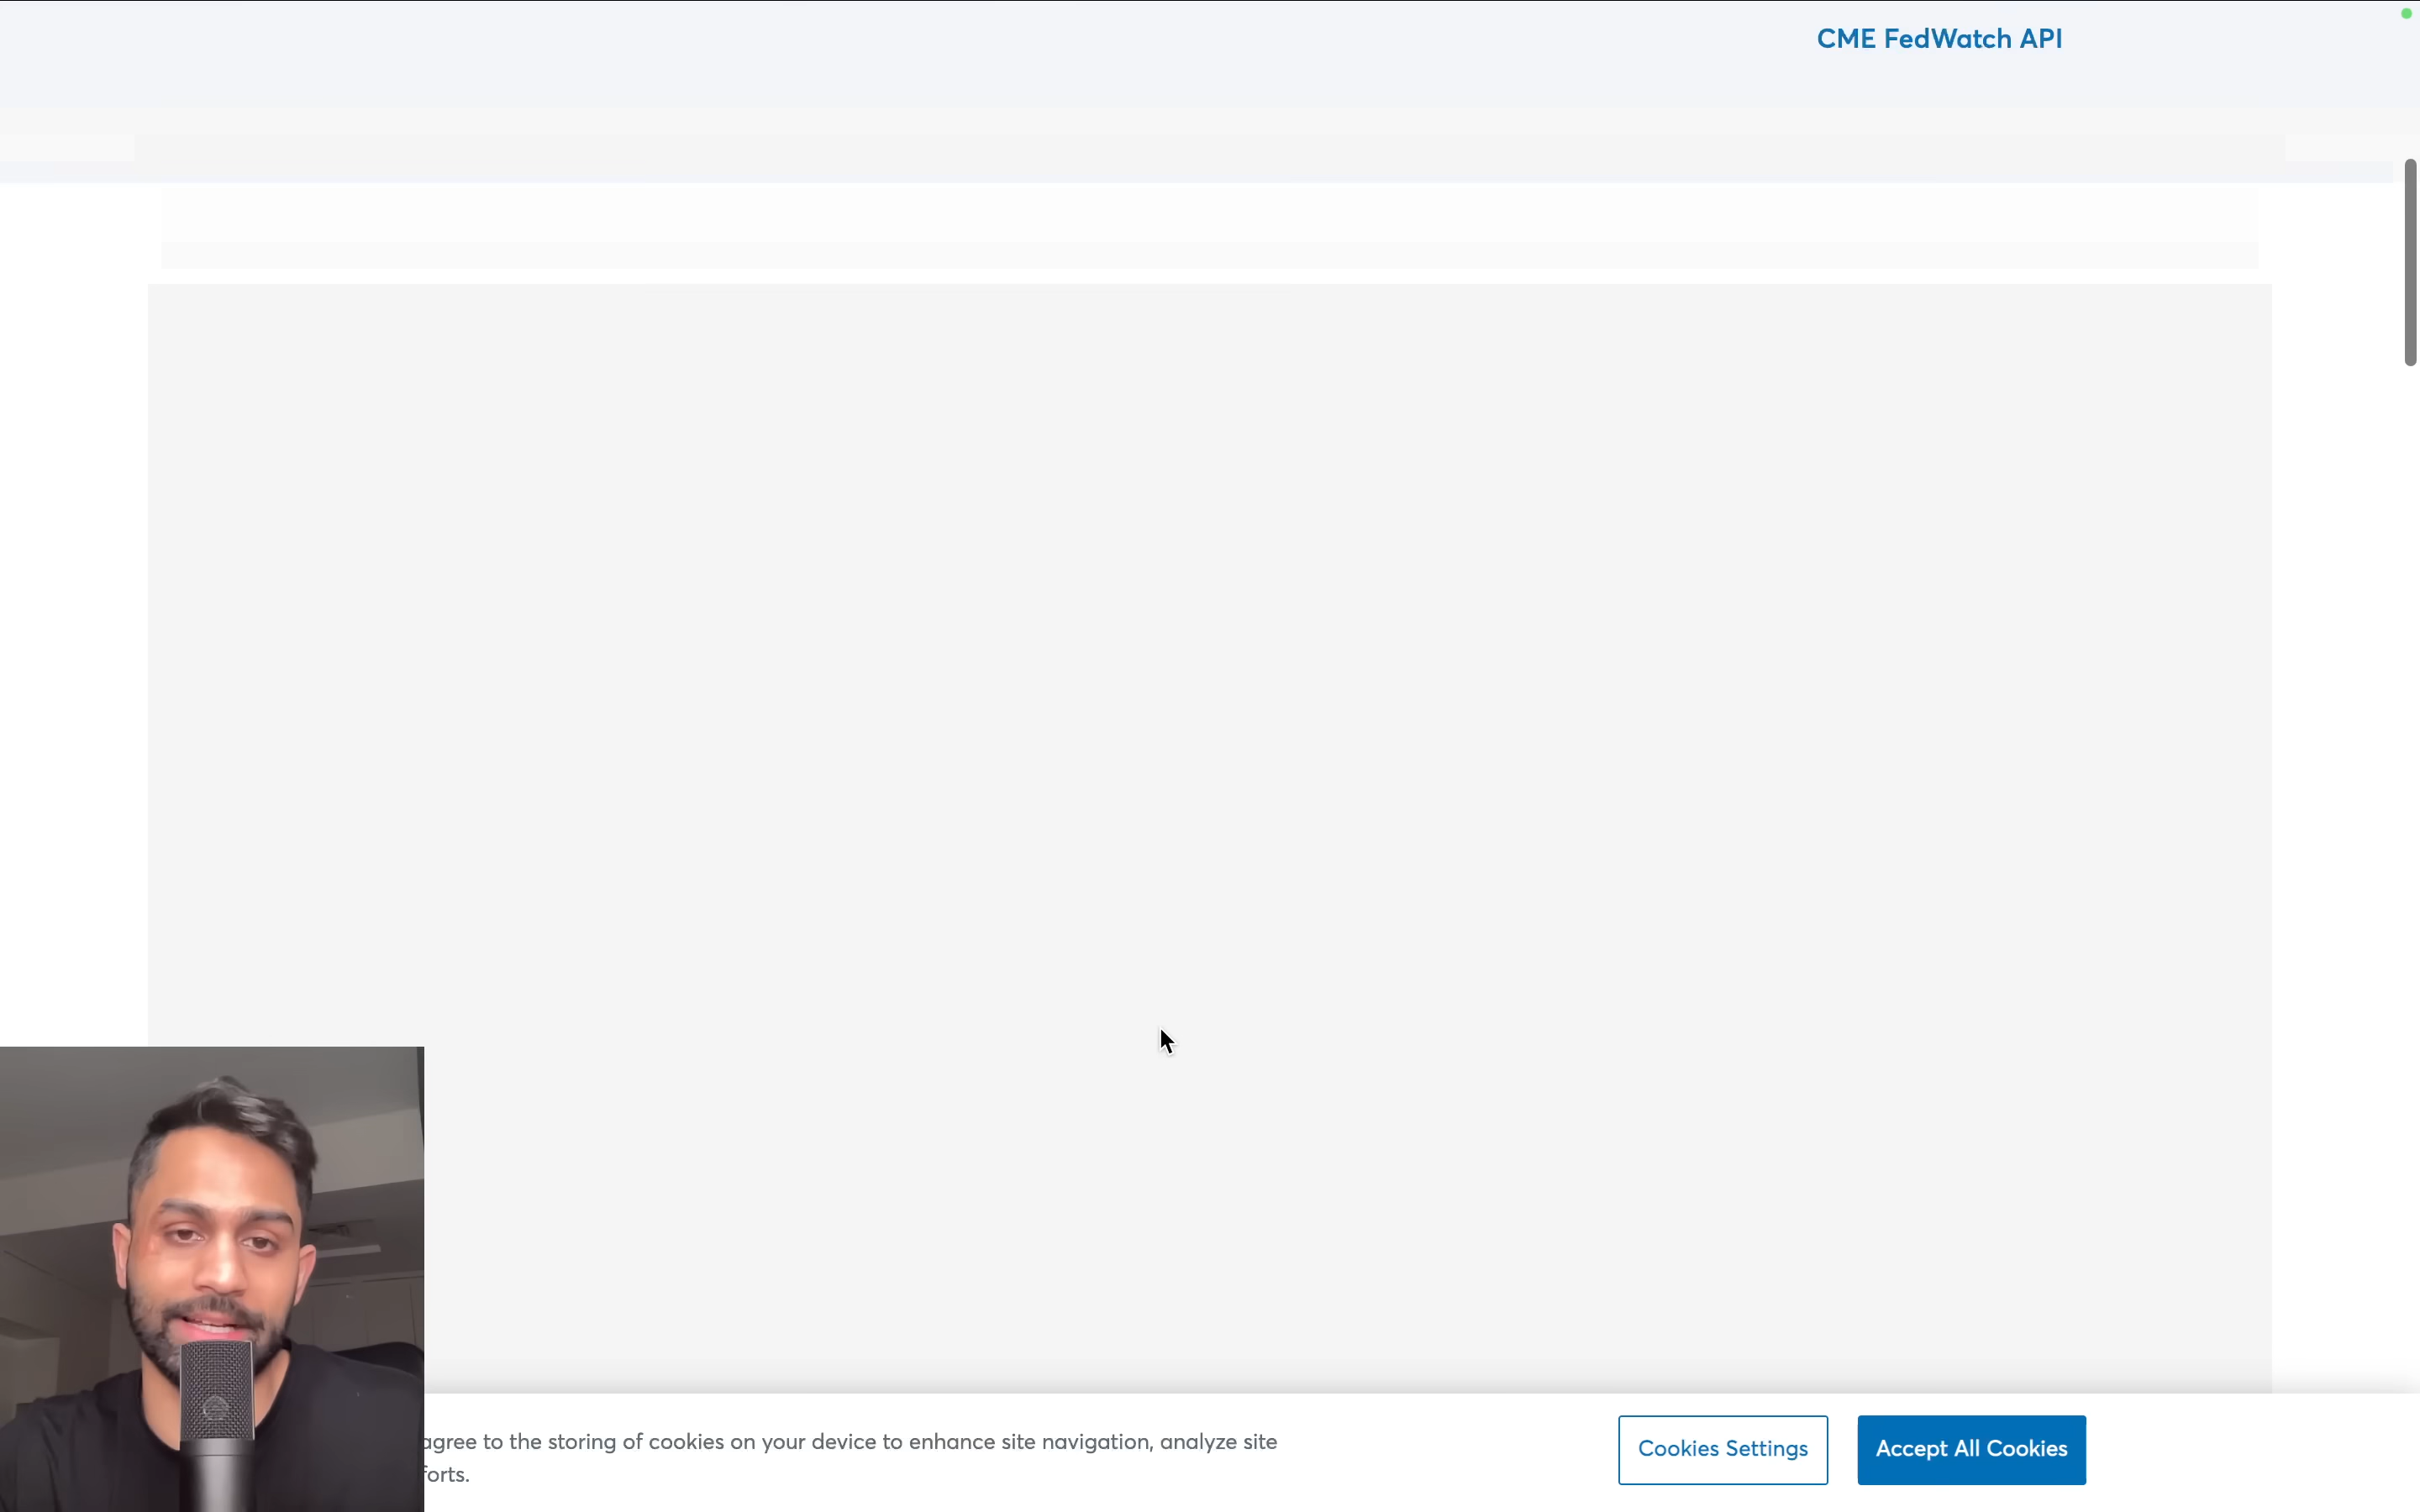 CME FedWatch API
agree to the storing of cookies on your device to enhance site navigation, analyze site
forts.
Cookies Settings
Accept All Cookies